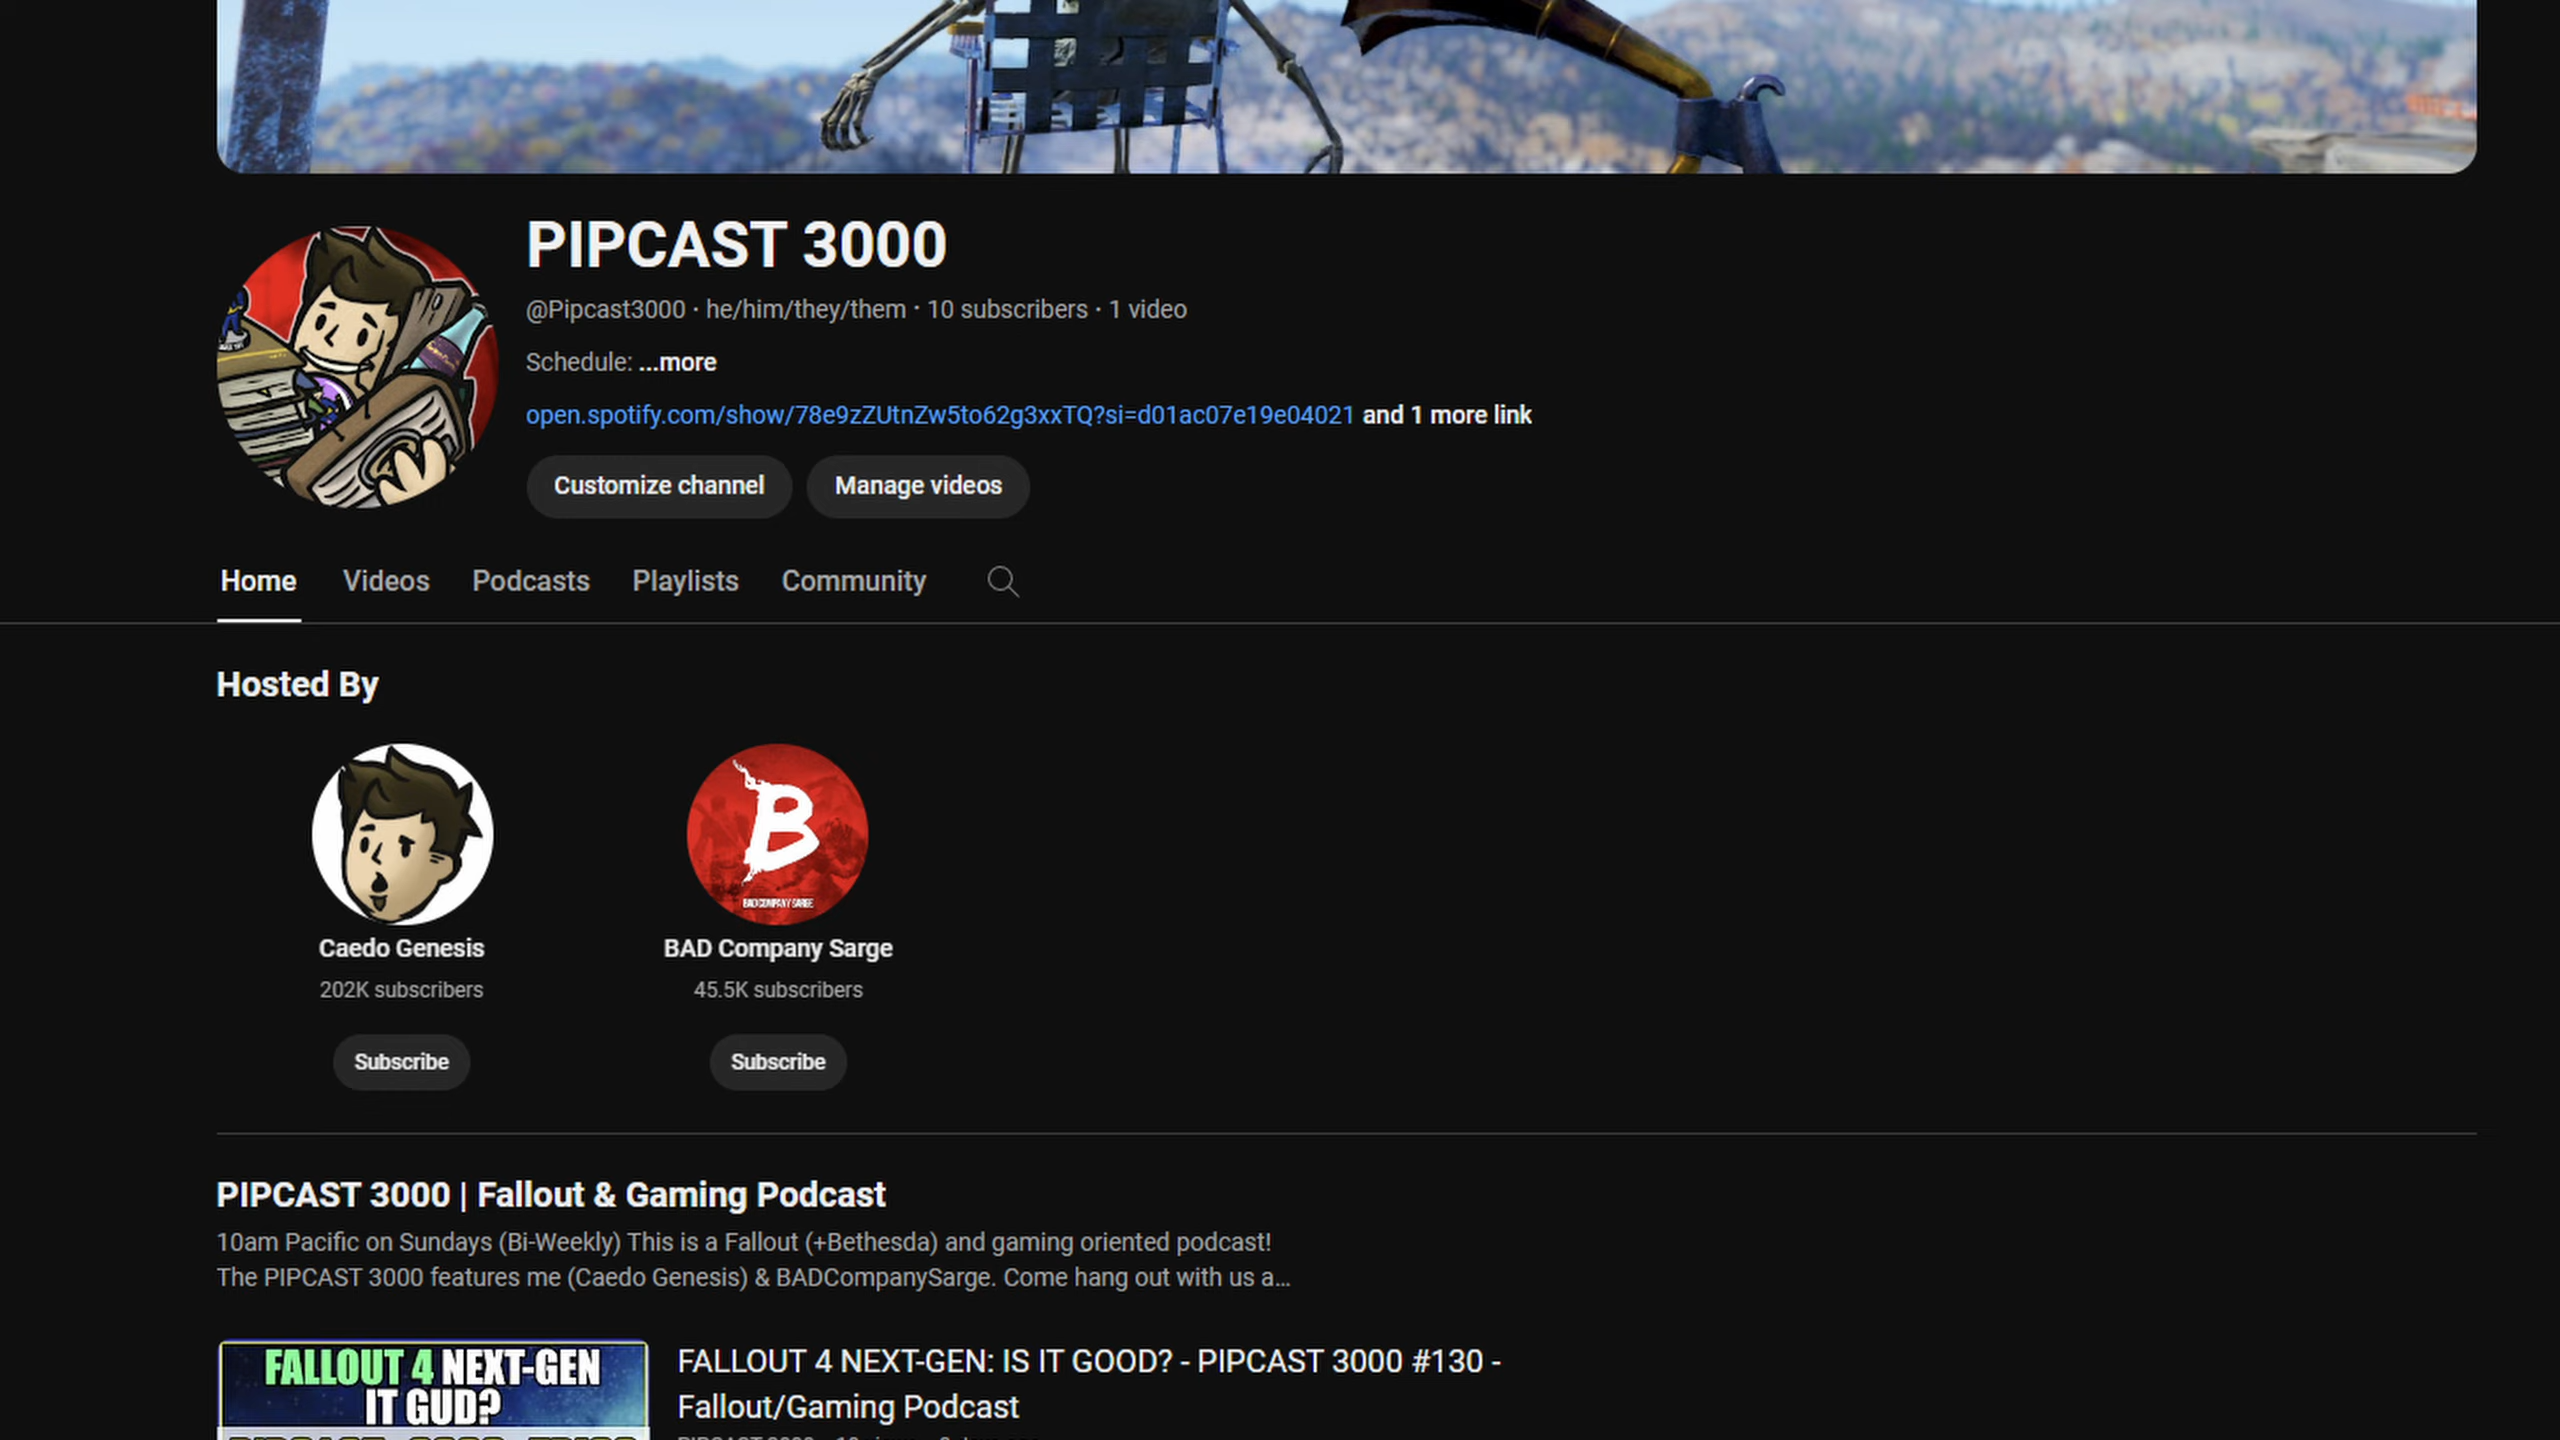 PIPCAST 3000
@Pipcast3000 · he/him/they/them · 10 subscribers · 1 video
Schedule: ...more
open.spotify.com/show/78e9zZUtnZw5to62g3xxTQ?si=d01ac07e19e04021 and 1 more link
Customize channel Manage videos
Home Videos Podcasts Playlists Community
Hosted By
B
BADCOMPANY SARGE
Caedo Genesis BAD Company Sarge
202K subscribers 45.5K subscribers
Subscribe Subscribe
PIPCAST 3000 | Fallout & Gaming Podcast
10am Pacific on Sundays (Bi-Weekly) This is a Fallout (+Bethesda) and gaming oriented podcast!
The PIPCAST 3000 features me (Caedo Genesis) & BADCompanySarge. Come hang out with us a...
FALLOUT 4 NEXT-GEN
IT GUD?
FALLOUT 4 NEXT-GEN: IS IT GOOD? - PIPCAST 3000 #130 -
Fallout/Gaming Podcast